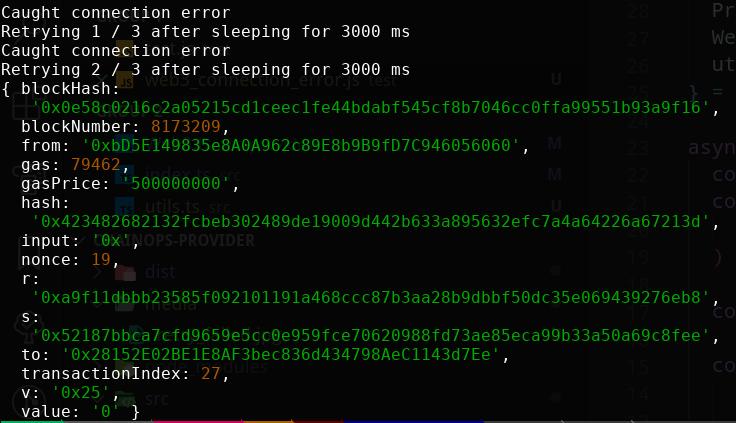 Caught connection error
Retrying 1 / 3 after sleeping for 3000 ms
Caught connection error
Retrying 2 / 3 after sleeping for 3000 ms
{ blockHash:
'0x0e58c0216c2a05215cd1ceec1fe44bdabf545cf8b7046cc0ffa99551b93a9f16',
blockNumber: 8173209,
from: '0xbD5E149835e8A0A962c89E8b9B9fD7C946056060',
gas: 79462,
gasPrice: '500000000',
hash:
'0x423482682132fcbeb302489de19009d442b633a895632efc7a4a64226a67213d',
input: '0x',
nonce: 19,
r:
'0xa9f11dbbb23585f092101191a468ccc87b3aa28b9dbbf50dc35e069439276eb8',
s:
'0x52187bbca7cfd9659e5cc0e959fce70620988fd73ae85eca99b33a50a69c8fee',
to: '0x28152E02BE1E8AF3bec836d434798AeC1143d7Ee',
transactionIndex: 27,
v: '0x25',
value: '0' }